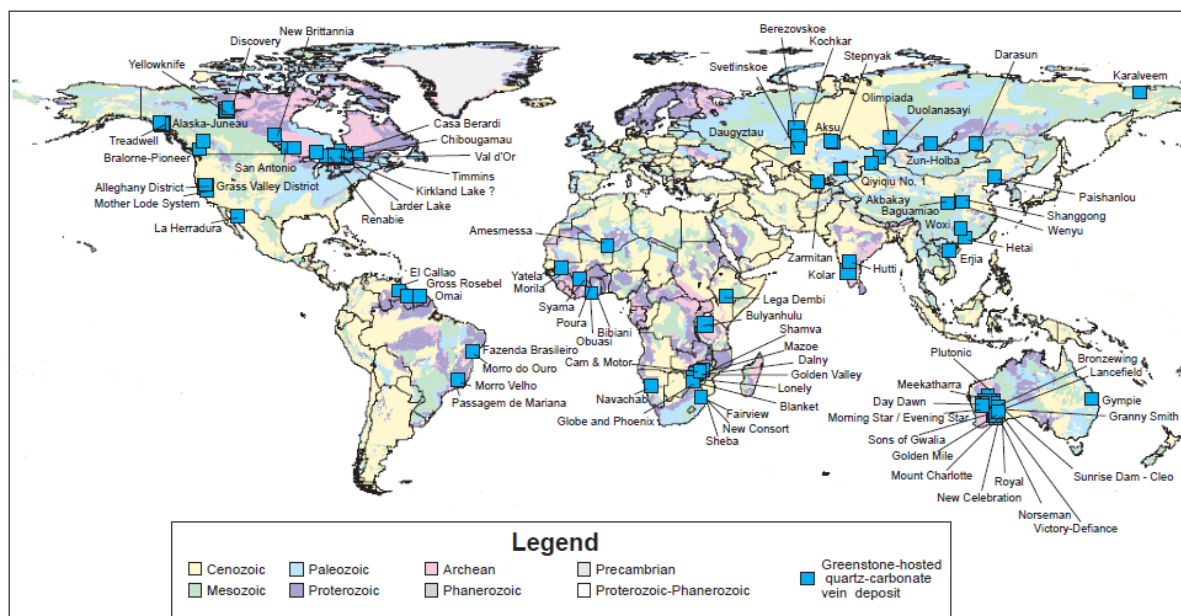 New Brittannia
Discovery
Yellowknife
Treadwell
Alaska-Juneau
Bralorne-Pioneer
San Antonio
Casa Berardi
Chibougamau
Val d'Or
Timmins
Kirkland Lake ?
Larder Lake
Renabie
Alleghany District
Grass Valley District
Mother Lode System
La Herradura
El Callao
Gross Rosebel
Omai
Fazenda Brasileiro
Morro do Ouro
Morro Velho
Passagem de Mariana
Berezovskoe
Kochkar
Stepnyak
Svetlinskoe
Darasun
Karalveem
Olimpiada
Duolanasayi
Daugyztau
Aksu
Zun-Holba
Qiyiqiu No. 1
Akbakay
Baguamiao
Paishanlou
Shanggong
Wenyu
Woxi
Hetai
Erjia
Zarmitan
Kolar
Hutti
Amesmessa
Yatela
Morila
Syama
Poura
Obuasi
Bibiani
Lega Dembi
Bulyanhulu
Shamva
Mazoe
Cam & Motor
Dalny
Golden Valley
Lonely
Navachab
Blanket
Globe and Phoenix
Fairview
New Consort
Sheba
Plutonic
Bronzewing
Lancefield
Meekatharra
Day Dawn
Gympie
Morning Star / Evening Star
Granny Smith
Sons of Gwalia
Golden Mile
Mount Charlotte
Sunrise Dam - Cleo
Royal
New Celebration
Norseman
Victory-Defiance
Legend
Cenozoic
Paleozoic
Archean
Precambrian
Mesozoic
Proterozoic
Phanerozoic
Proterozoic-Phanerozoic
Greenstone-hosted
quartz-carbonate
vein deposit